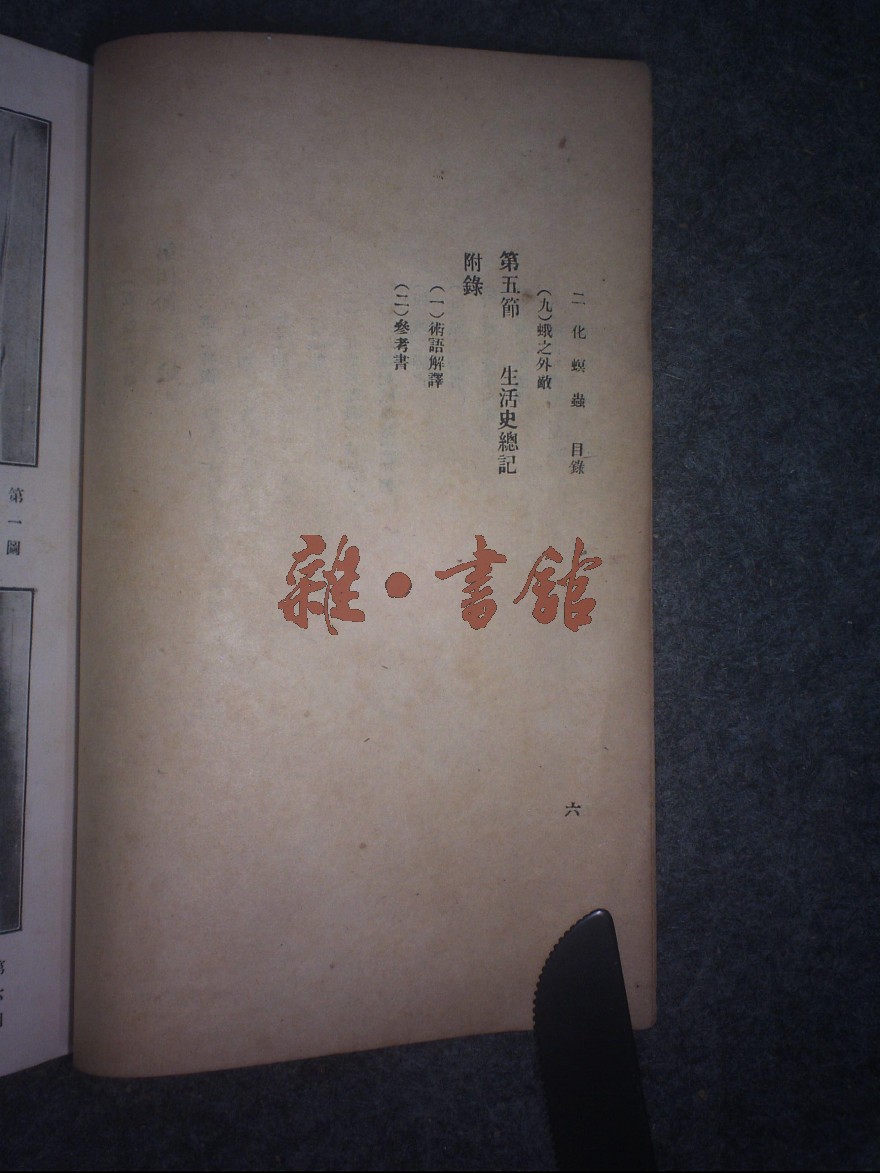 二化螟蟲 目錄
六
(九)蛾之外敵
第五節 生活史總記
附錄
(一)術語解譯
(二)參考書
雜·書館
第一圖